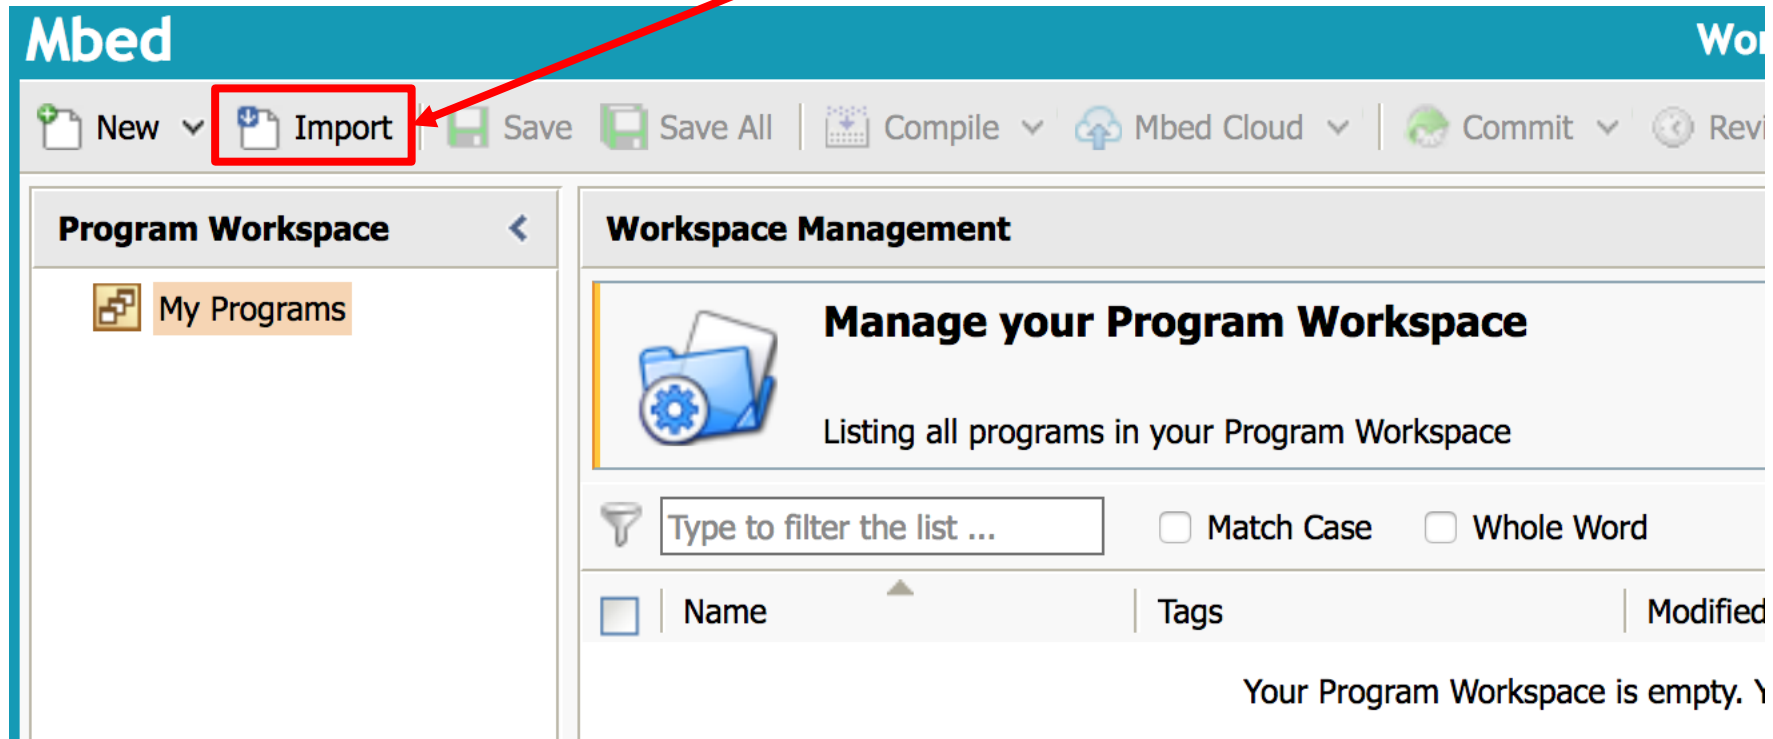 Mbed
New Import Save Save All Compile Mbed Cloud Commit
Program Workspace
Workspace Management
My Programs
Manage your Program Workspace
Listing all programs in your Program Workspace
Type to filter the list ...
Match Case
Whole Word
Name
Tags
Modified
Your Program Workspace is empty.